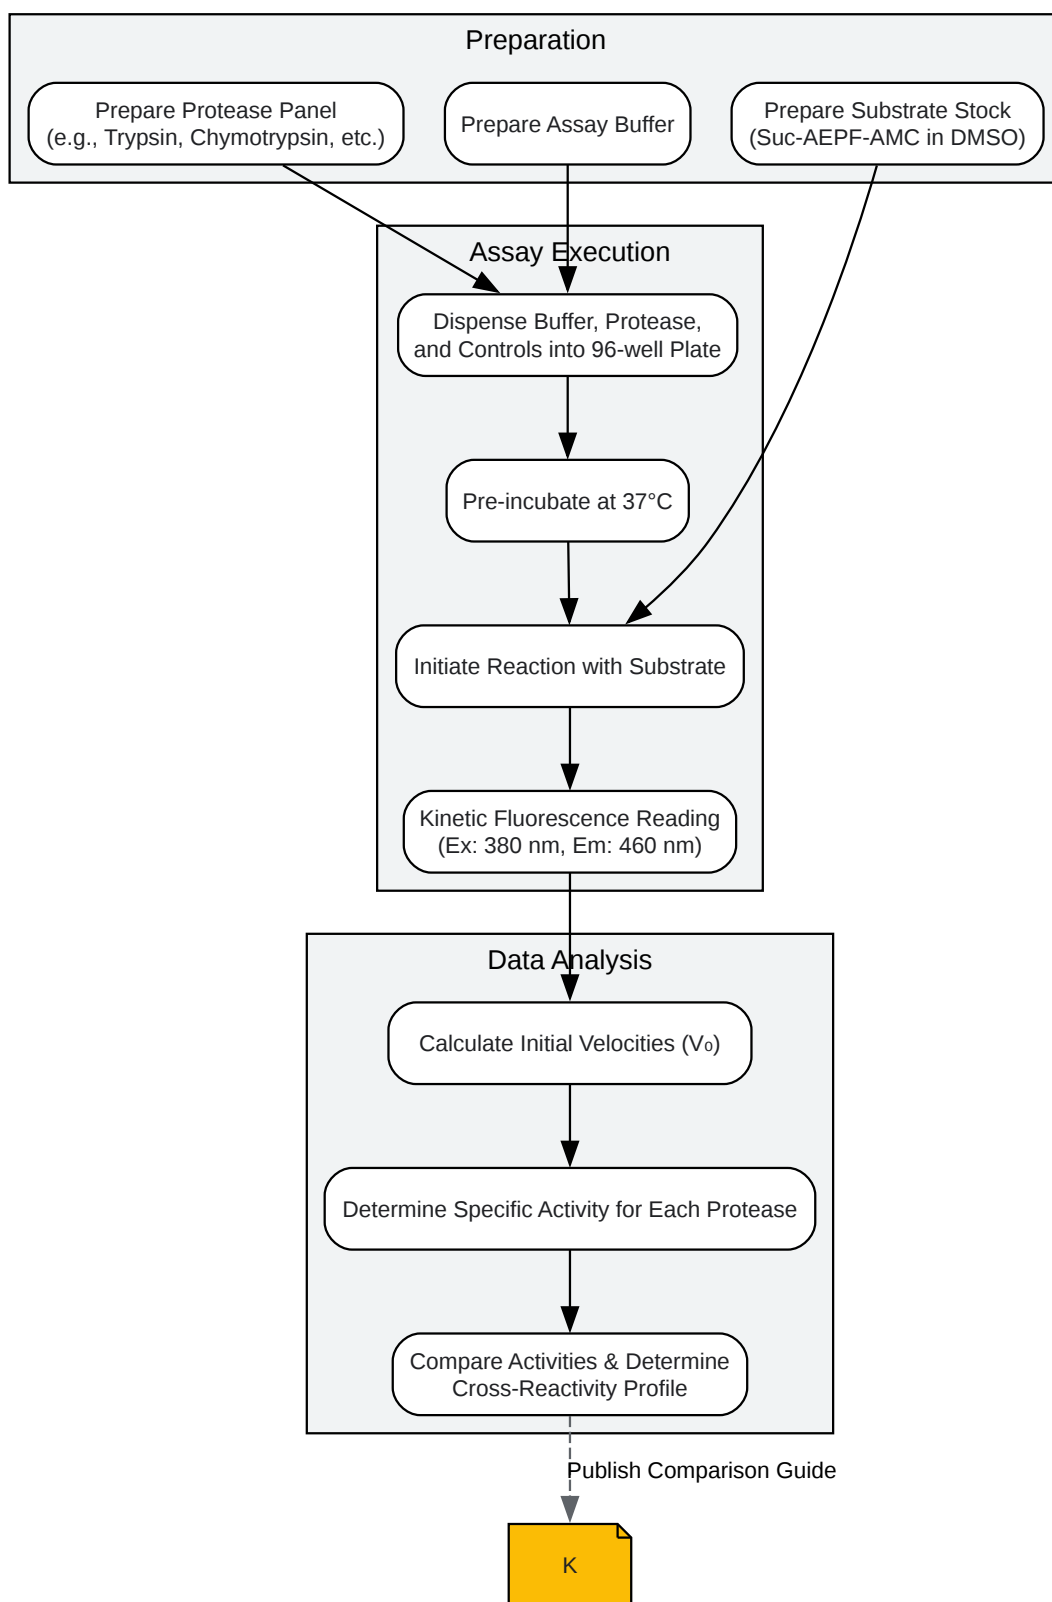 Preparation
Prepare Protease Panel
(e.g., Trypsin, Chymotrypsin, etc.)
Prepare Assay Buffer
Prepare Substrate Stock
(Suc-AEPF-AMC in DMSO)
Assay Execution
Dispense Buffer, Protease,
and Controls into 96-well Plate
Pre-incubate at 37°C
Initiate Reaction with Substrate
Kinetic Fluorescence Reading
(Ex: 380 nm, Em: 460 nm)
Data Analysis
Calculate Initial Velocities (V₀)
Determine Specific Activity for Each Protease
Compare Activities & Determine
Cross-Reactivity Profile
Publish Comparison Guide
K